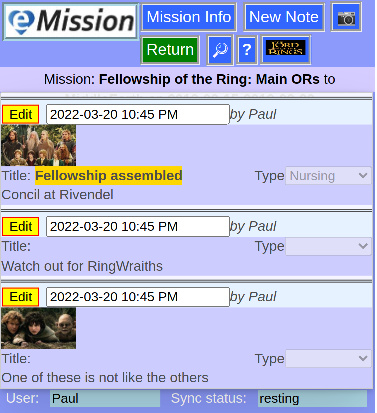 eMission
Mission Info
New Note
Return
?
THE LORD OF THE RINGS
Mission: Fellowship of the Ring: Main ORs to
Edit 2022-03-20 10:45 PM by Paul
Title: Fellowship assembled Type Nursing
Concil at Rivendel
Edit 2022-03-20 10:45 PM by Paul
Title: Type
Watch out for RingWraiths
Edit 2022-03-20 10:45 PM by Paul
Title: Type
One of these is not like the others
User: Paul Sync status: resting